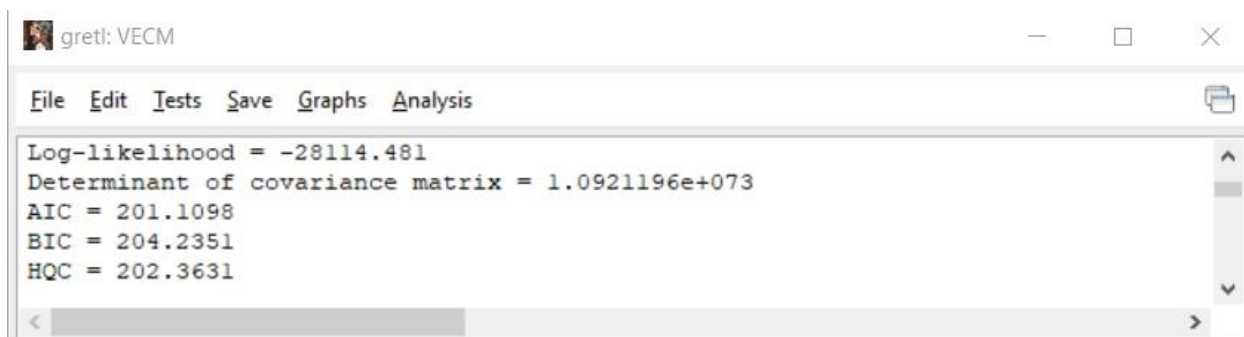 gretl: VECM
File Edit Tests Save Graphs Analysis
Log-likelihood = -28114.481
Determinant of covariance matrix = 1.0921196e+073
AIC = 201.1098
BIC = 204.2351
HQC = 202.3631